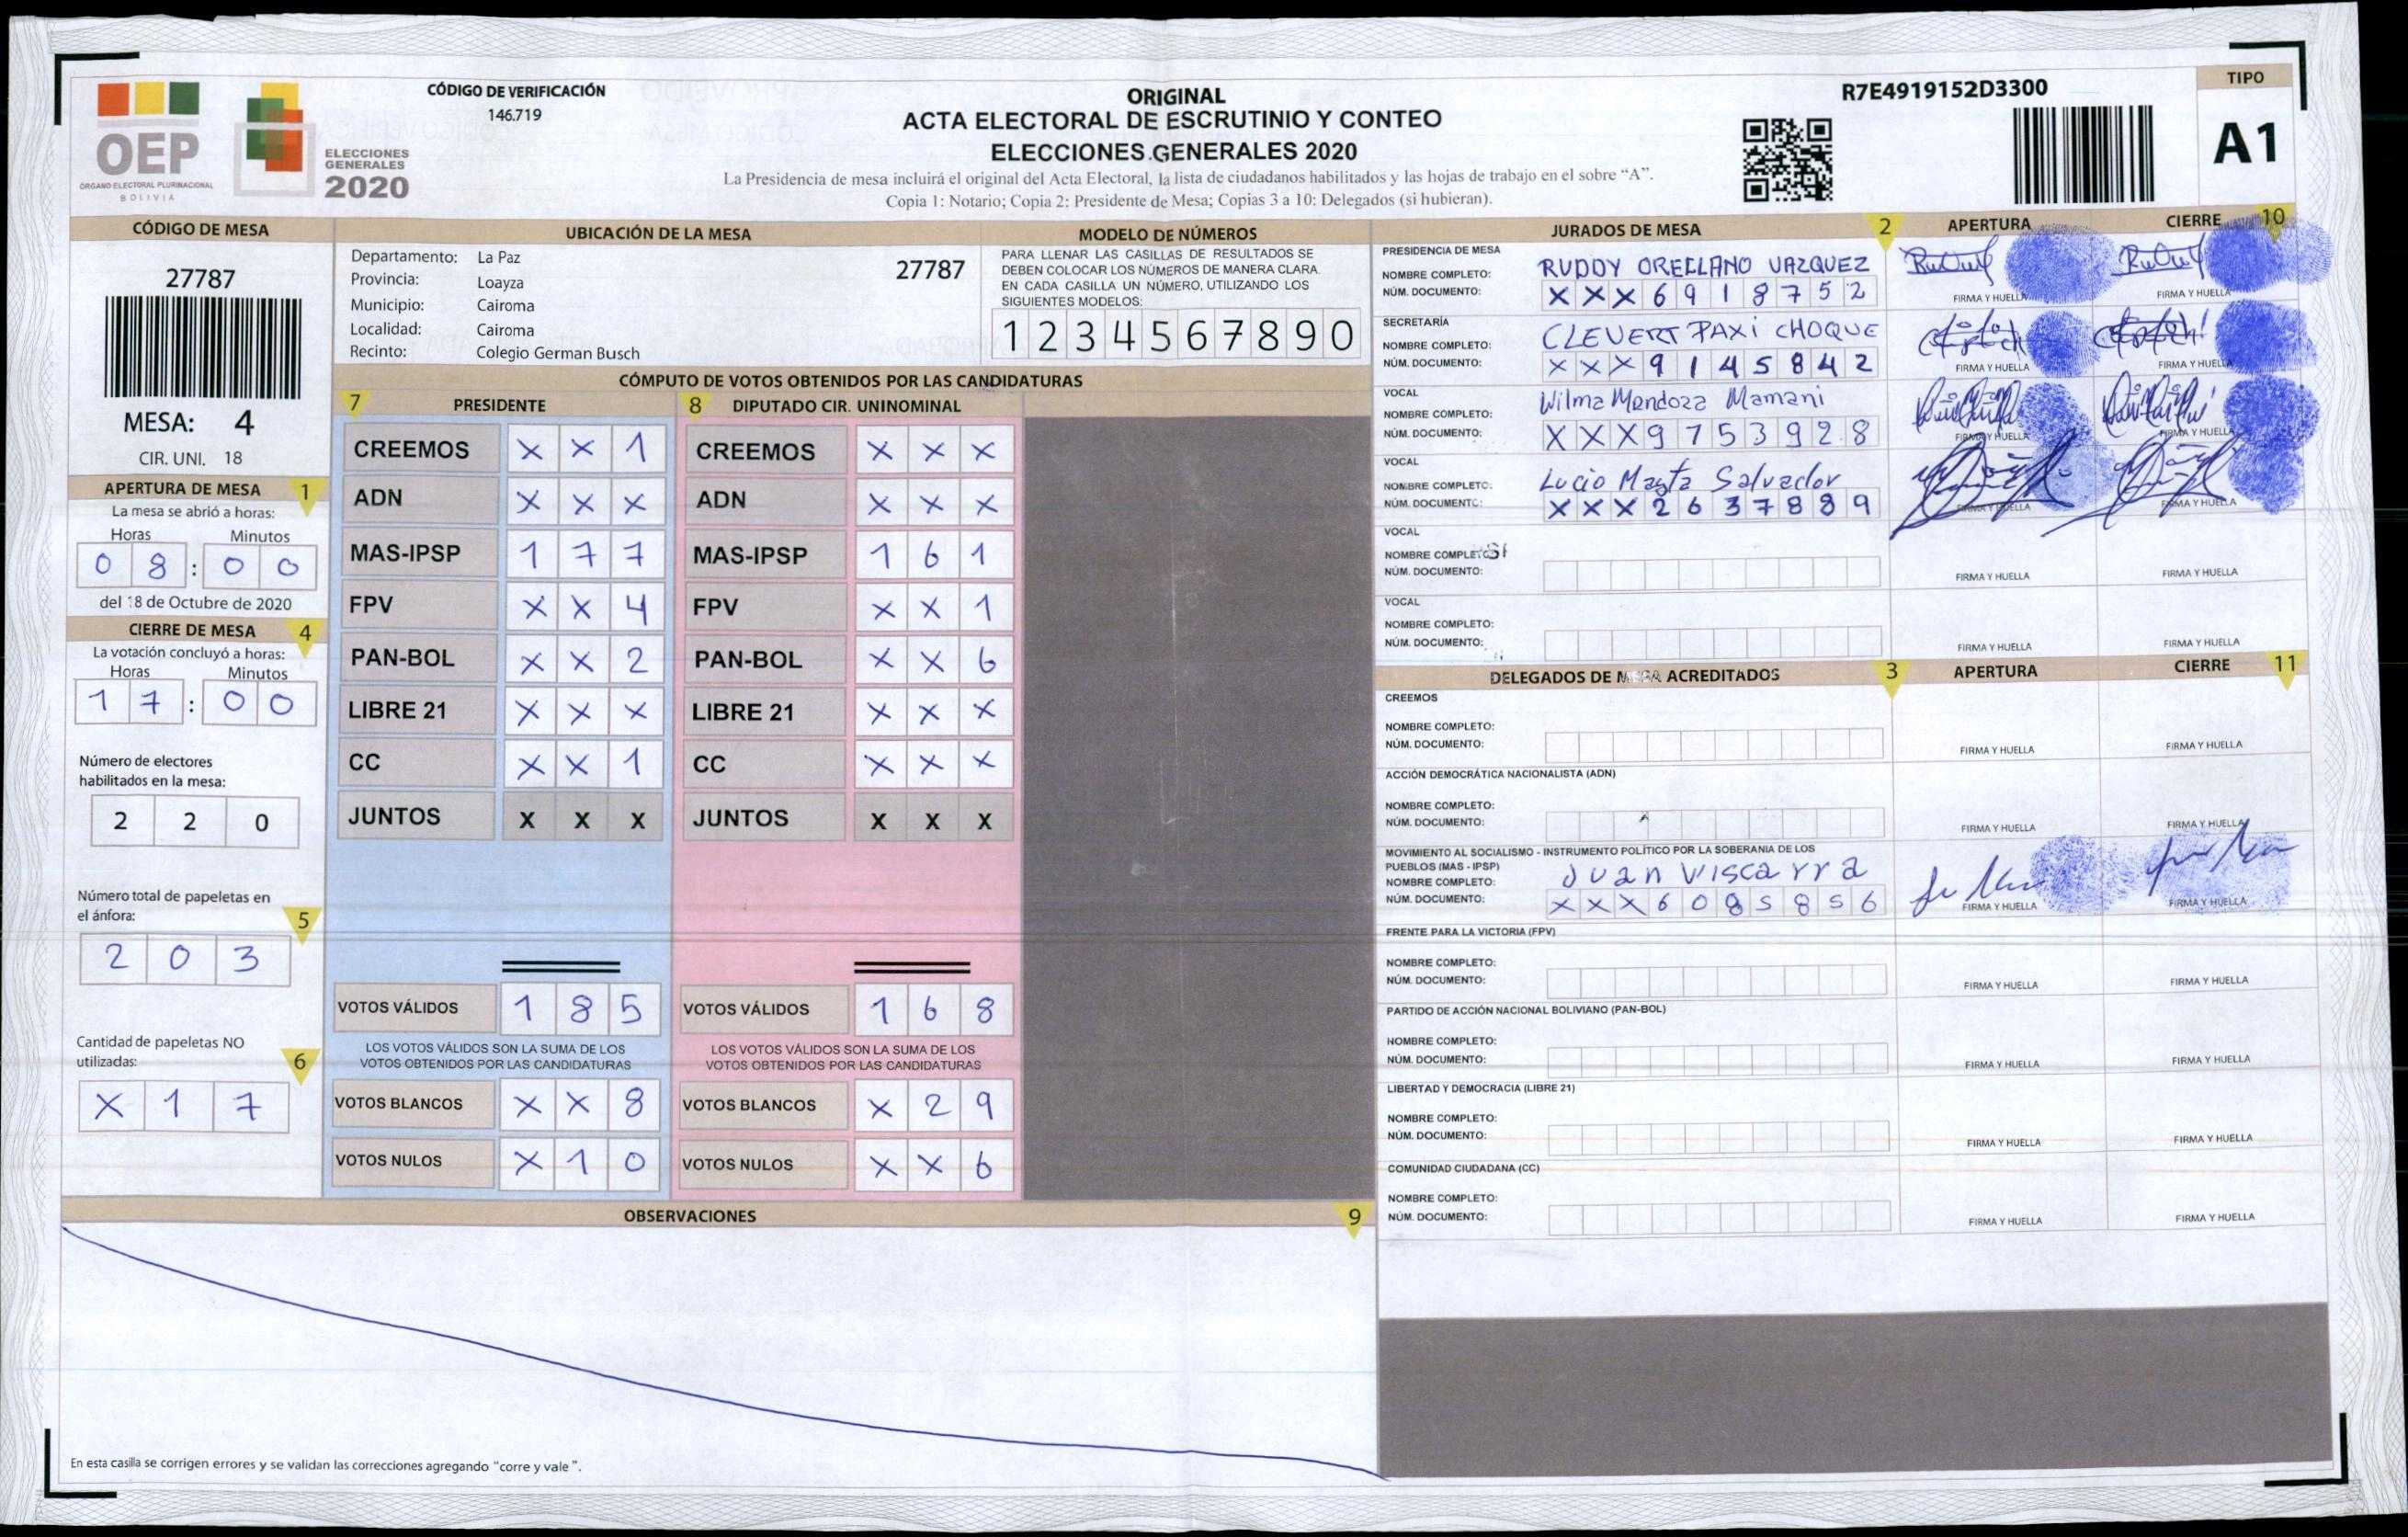 OEP
ÓRGANO ELECTORAL PLURINACIONAL
BOLIVIA
ELECCIONES
GENERALES
2020
CÓDIGO DE VERIFICACIÓN
146.719
ORIGINAL
ACTA ELECTORAL DE ESCRUTINIO Y CONTEO
ELECCIONES GENERALES 2020
La Presidencia de mesa incluirá el original del Acta Electoral, la lista de ciudadanos habilitados y las hojas de trabajo en el sobre “A”.
Copia 1: Notario; Copia 2: Presidente de Mesa; Copias 3 a 10: Delegados (si hubieran).
R7E4919152D3300
TIPO
A1
CÓDIGO DE MESA
27787
MESA: 4
CIR. UNI. 18
APERTURA DE MESA 1
La mesa se abrió a horas:
Horas Minutos
0 8 : 0 0
del 18 de Octubre de 2020
CIERRE DE MESA 4
La votación concluyó a horas:
Horas Minutos
1 7 : 0 0
Número de electores
habilitados en la mesa:
2 2 0
Número total de papeletas en
el ánfora: 5
2 0 3
Cantidad de papeletas NO
utilizadas: 6
X 1 7
UBICACIÓN DE LA MESA
Departamento: La Paz
27787
Provincia: Loayza
Municipio: Cairoma
Localidad: Cairoma
Recinto: Colegio German Busch
MODELO DE NÚMEROS
PARA LLENAR LAS CASILLAS DE RESULTADOS SE
DEBEN COLOCAR LOS NÚMEROS DE MANERA CLARA.
EN CADA CASILLA UN NÚMERO, UTILIZANDO LOS
SIGUIENTES MODELOS:
1 2 3 4 5 6 7 8 9 0
CÓMPUTO DE VOTOS OBTENIDOS POR LAS CANDIDATURAS
7 PRESIDENTE
CREEMOS X X 1
ADN X X X
MAS-IPSP 1 7 7
FPV X X 4
PAN-BOL X X 2
LIBRE 21 X X X
CC X X 1
JUNTOS X X X
VOTOS VÁLIDOS 1 8 5
LOS VOTOS VÁLIDOS SON LA SUMA DE LOS
VOTOS OBTENIDOS POR LAS CANDIDATURAS
VOTOS BLANCOS X X 8
VOTOS NULOS X 1 0
8 DIPUTADO CIR. UNINOMINAL
CREEMOS X X X
ADN X X X
MAS-IPSP 1 6 1
FPV X X 1
PAN-BOL X X 6
LIBRE 21 X X X
CC X X X
JUNTOS X X X
VOTOS VÁLIDOS 1 6 8
LOS VOTOS VÁLIDOS SON LA SUMA DE LOS
VOTOS OBTENIDOS POR LAS CANDIDATURAS
VOTOS BLANCOS X 2 9
VOTOS NULOS X X 6
OBSERVACIONES 9
En esta casilla se corrigen errores y se validan las correcciones agregando “corre y vale”.
JURADOS DE MESA 2 APERTURA CIERRE 10
PRESIDENCIA DE MESA
NOMBRE COMPLETO: RUDDY ORELLANO VAZQUEZ
NÚM. DOCUMENTO: X X X 6 9 1 8 7 5 2
FIRMA Y HUELLA FIRMA Y HUELLA
SECRETARÍA
NOMBRE COMPLETO: CLEVERT PAXI CHOQUE
NÚM. DOCUMENTO: X X X 9 1 4 5 8 4 2
FIRMA Y HUELLA FIRMA Y HUELLA
VOCAL
NOMBRE COMPLETO: Wilma Mendoza Mamani
NÚM. DOCUMENTO: X X X 9 7 5 3 9 2 8
FIRMA Y HUELLA FIRMA Y HUELLA
VOCAL
NOMBRE COMPLETO: Lucio Mayta Salvador
NÚM. DOCUMENTO: X X X 2 6 3 7 8 8 9
FIRMA Y HUELLA FIRMA Y HUELLA
VOCAL
NOMBRE COMPLETO:
NÚM. DOCUMENTO:
FIRMA Y HUELLA FIRMA Y HUELLA
VOCAL
NOMBRE COMPLETO:
NÚM. DOCUMENTO:
FIRMA Y HUELLA FIRMA Y HUELLA
DELEGADOS DE MESA ACREDITADOS 3 APERTURA CIERRE 11
CREEMOS
NOMBRE COMPLETO:
NÚM. DOCUMENTO:
FIRMA Y HUELLA FIRMA Y HUELLA
ACCIÓN DEMOCRÁTICA NACIONALISTA (ADN)
NOMBRE COMPLETO:
NÚM. DOCUMENTO:
FIRMA Y HUELLA FIRMA Y HUELLA
MOVIMIENTO AL SOCIALISMO - INSTRUMENTO POLÍTICO POR LA SOBERANIA DE LOS
PUEBLOS (MAS - IPSP)
NOMBRE COMPLETO: Juan Viscarra
NÚM. DOCUMENTO: X X X 6 0 8 5 8 5 6
FIRMA Y HUELLA FIRMA Y HUELLA
FRENTE PARA LA VICTORIA (FPV)
NOMBRE COMPLETO:
NÚM. DOCUMENTO:
FIRMA Y HUELLA FIRMA Y HUELLA
PARTIDO DE ACCIÓN NACIONAL BOLIVIANO (PAN-BOL)
NOMBRE COMPLETO:
NÚM. DOCUMENTO:
FIRMA Y HUELLA FIRMA Y HUELLA
LIBERTAD Y DEMOCRACIA (LIBRE 21)
NOMBRE COMPLETO:
NÚM. DOCUMENTO:
FIRMA Y HUELLA FIRMA Y HUELLA
COMUNIDAD CIUDADANA (CC)
NOMBRE COMPLETO:
NÚM. DOCUMENTO:
FIRMA Y HUELLA FIRMA Y HUELLA